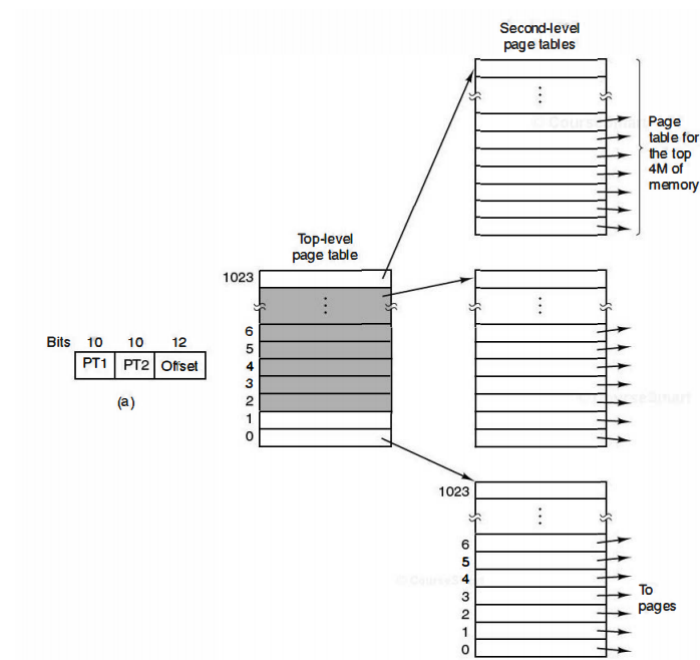 Second-level
page tables
Page
table for
the top
4M of
memory
Top-level
page table
1023
6
5
4
3
2
1
0
Bits 10 10 12
PT1 PT2 Offset
(a)
1023
6
5
4
3
2
1
0
To
pages